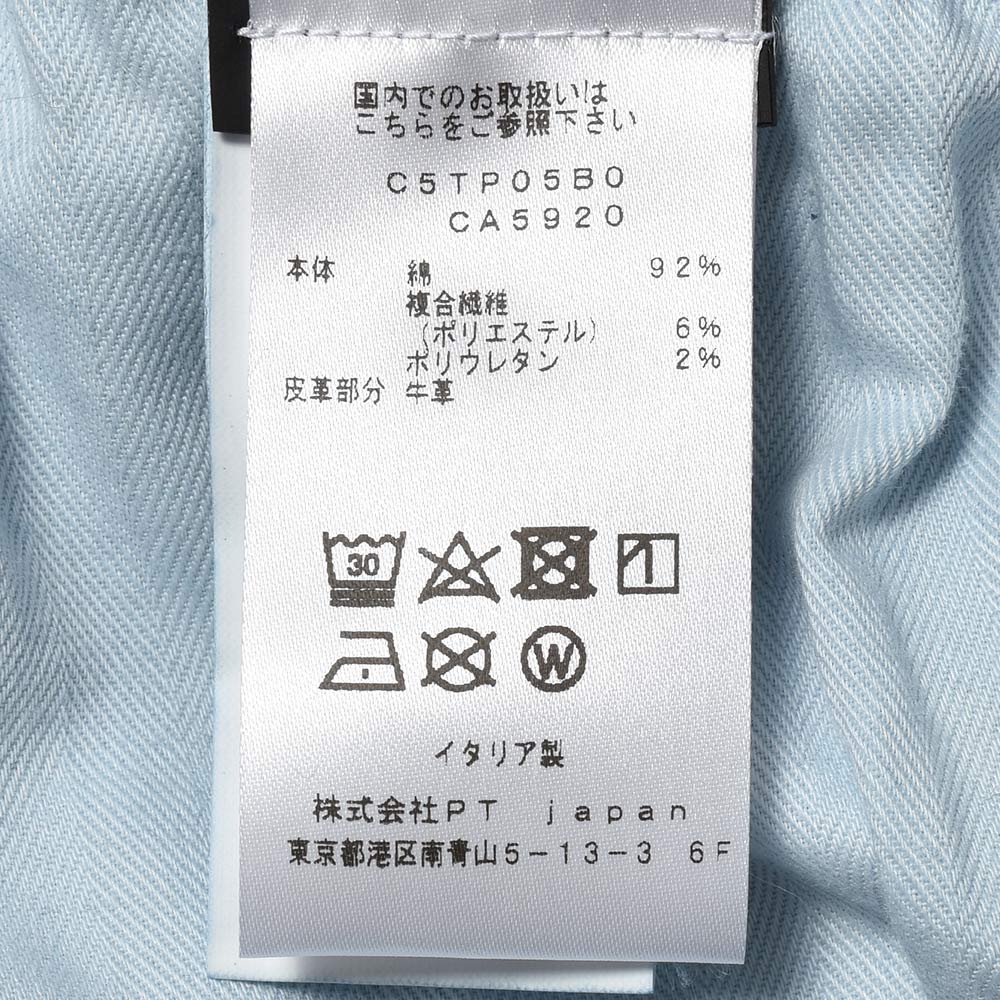 国内でのお取扱いは
こちらをご参照下さい
C5TP05B0
CA5920
本体 綿 92%
複合繊維
(ポリエステル) 6%
ポリウレタン 2%
皮革部分 牛革
30
W
イタリア製
株式会社PT japan
東京都港区南青山5-13-3 6F